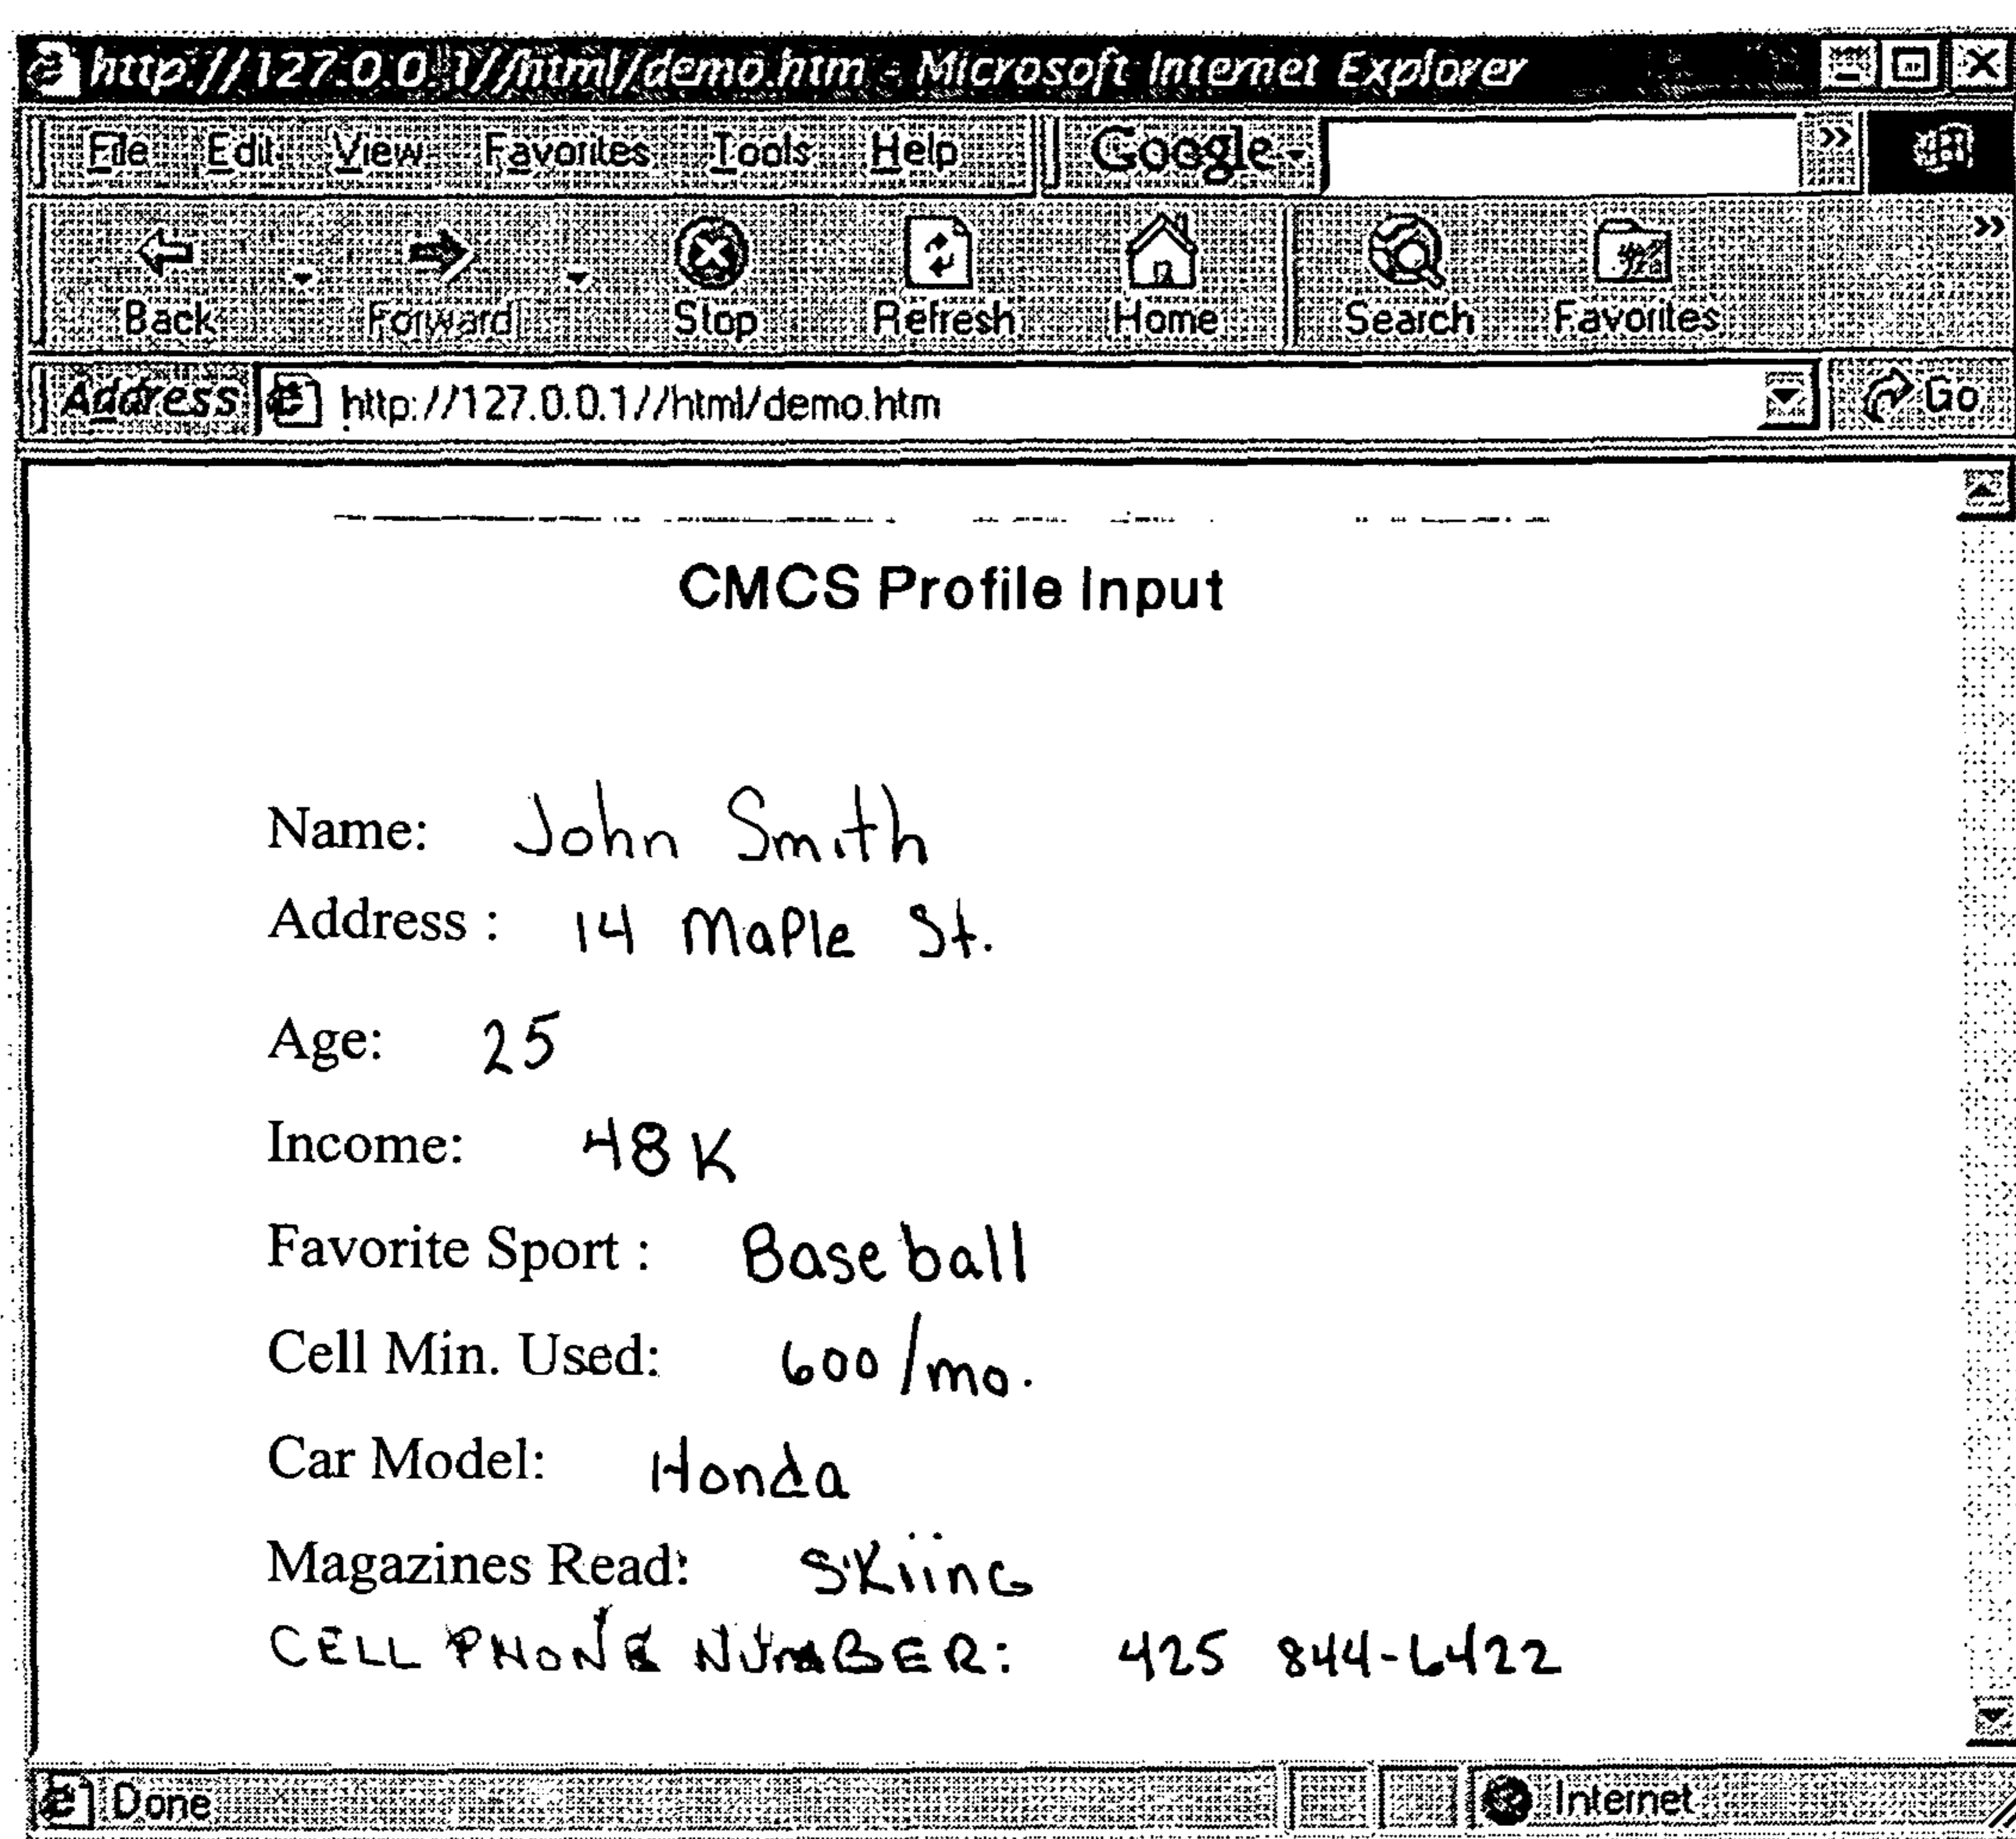 http://127.0.0.1//html/demo.htm - Microsoft Internet Explorer
File Edit View Favorites Tools Help Google
Back Forward Stop Refresh Home Search Favorites
Address http://127.0.0.1//html/demo.htm Go
CMCS Profile Input
Name: John Smith
Address : 14 Maple St.
Age: 25
Income: 48K
Favorite Sport : Baseball
Cell Min. Used: 600/mo.
Car Model: Honda
Magazines Read: SKiinG
CELL PHONE NUMBER: 425 844-6422
Done Internet